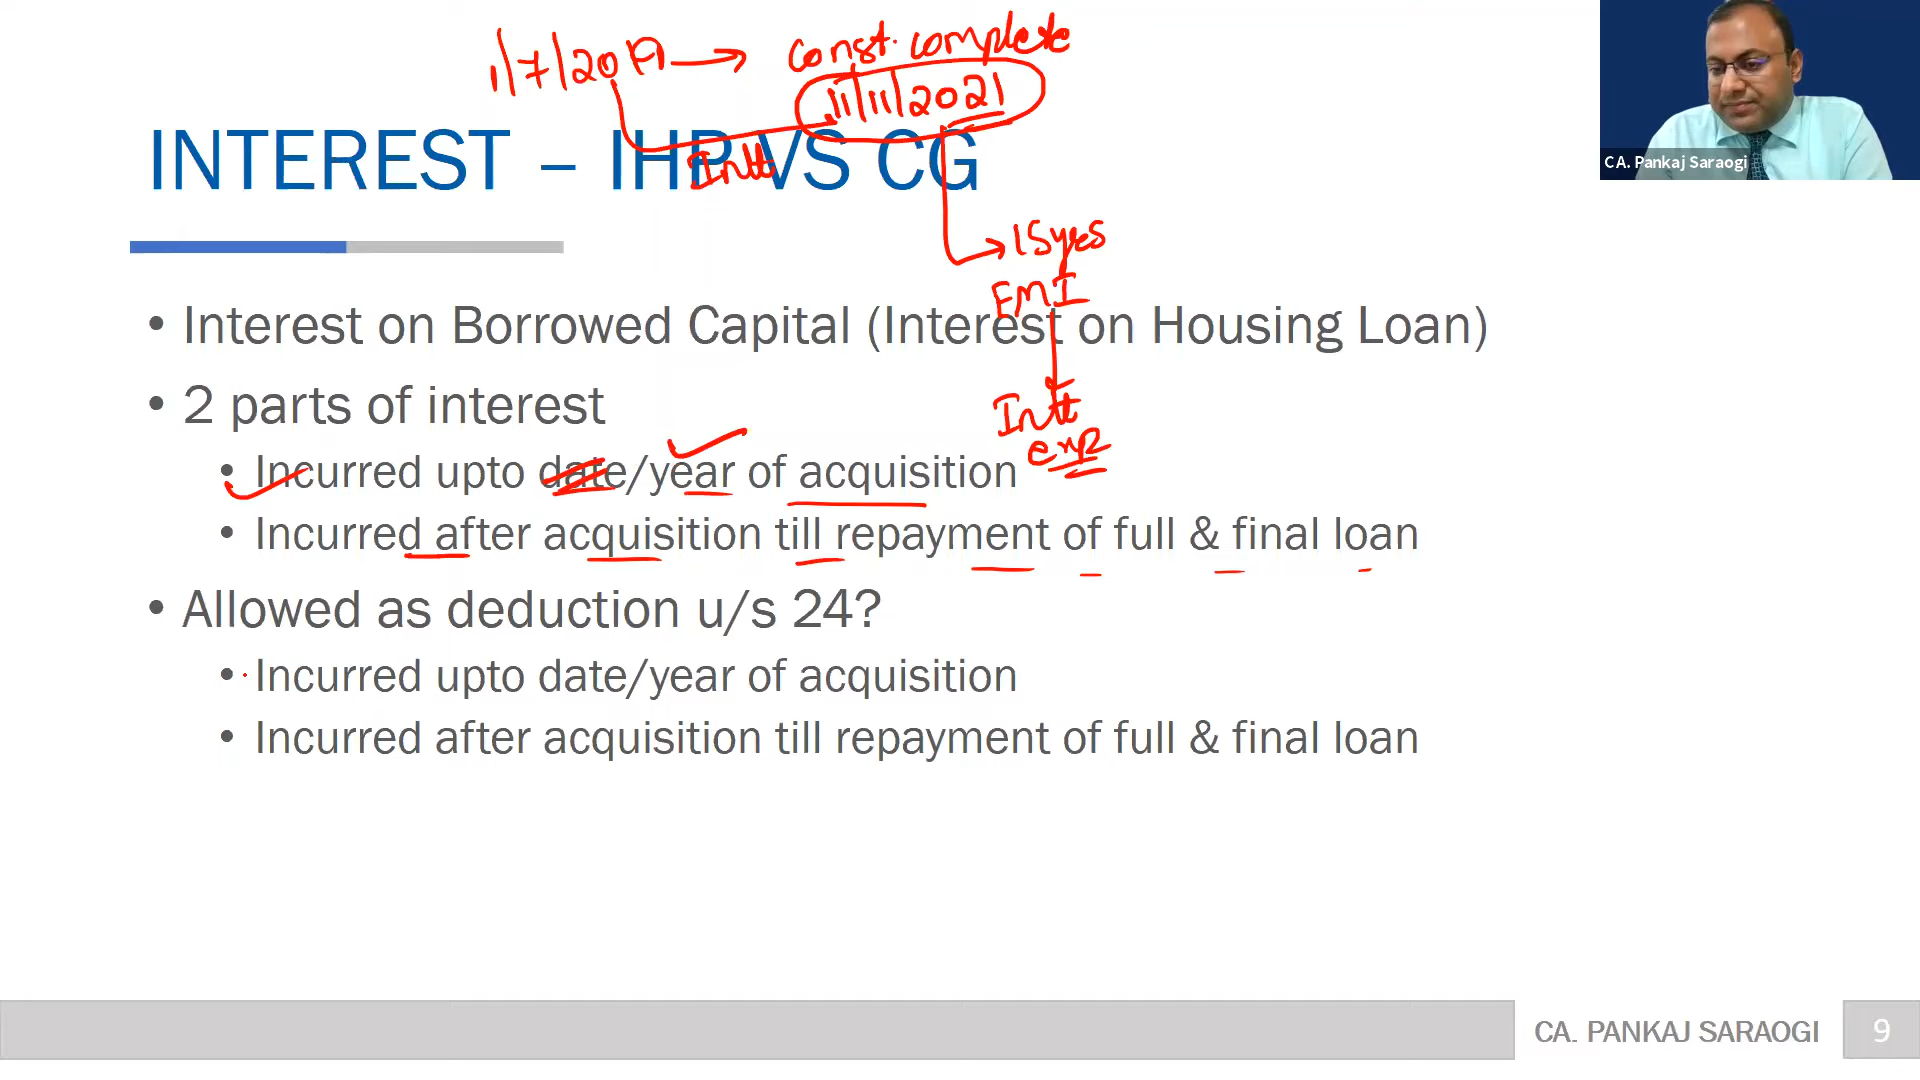 1/7/2019 → const. complete
11/11/2021
INTEREST – IHP VS CG
Intt
15 yrs
EMI
• Interest on Borrowed Capital (Interest on Housing Loan)
• 2 parts of interest
Intt
exp
• Incurred upto date/year of acquisition
• Incurred after acquisition till repayment of full & final loan
• Allowed as deduction u/s 24?
• Incurred upto date/year of acquisition
• Incurred after acquisition till repayment of full & final loan
CA. Pankaj Saraogi
CA. PANKAJ SARAOGI
9